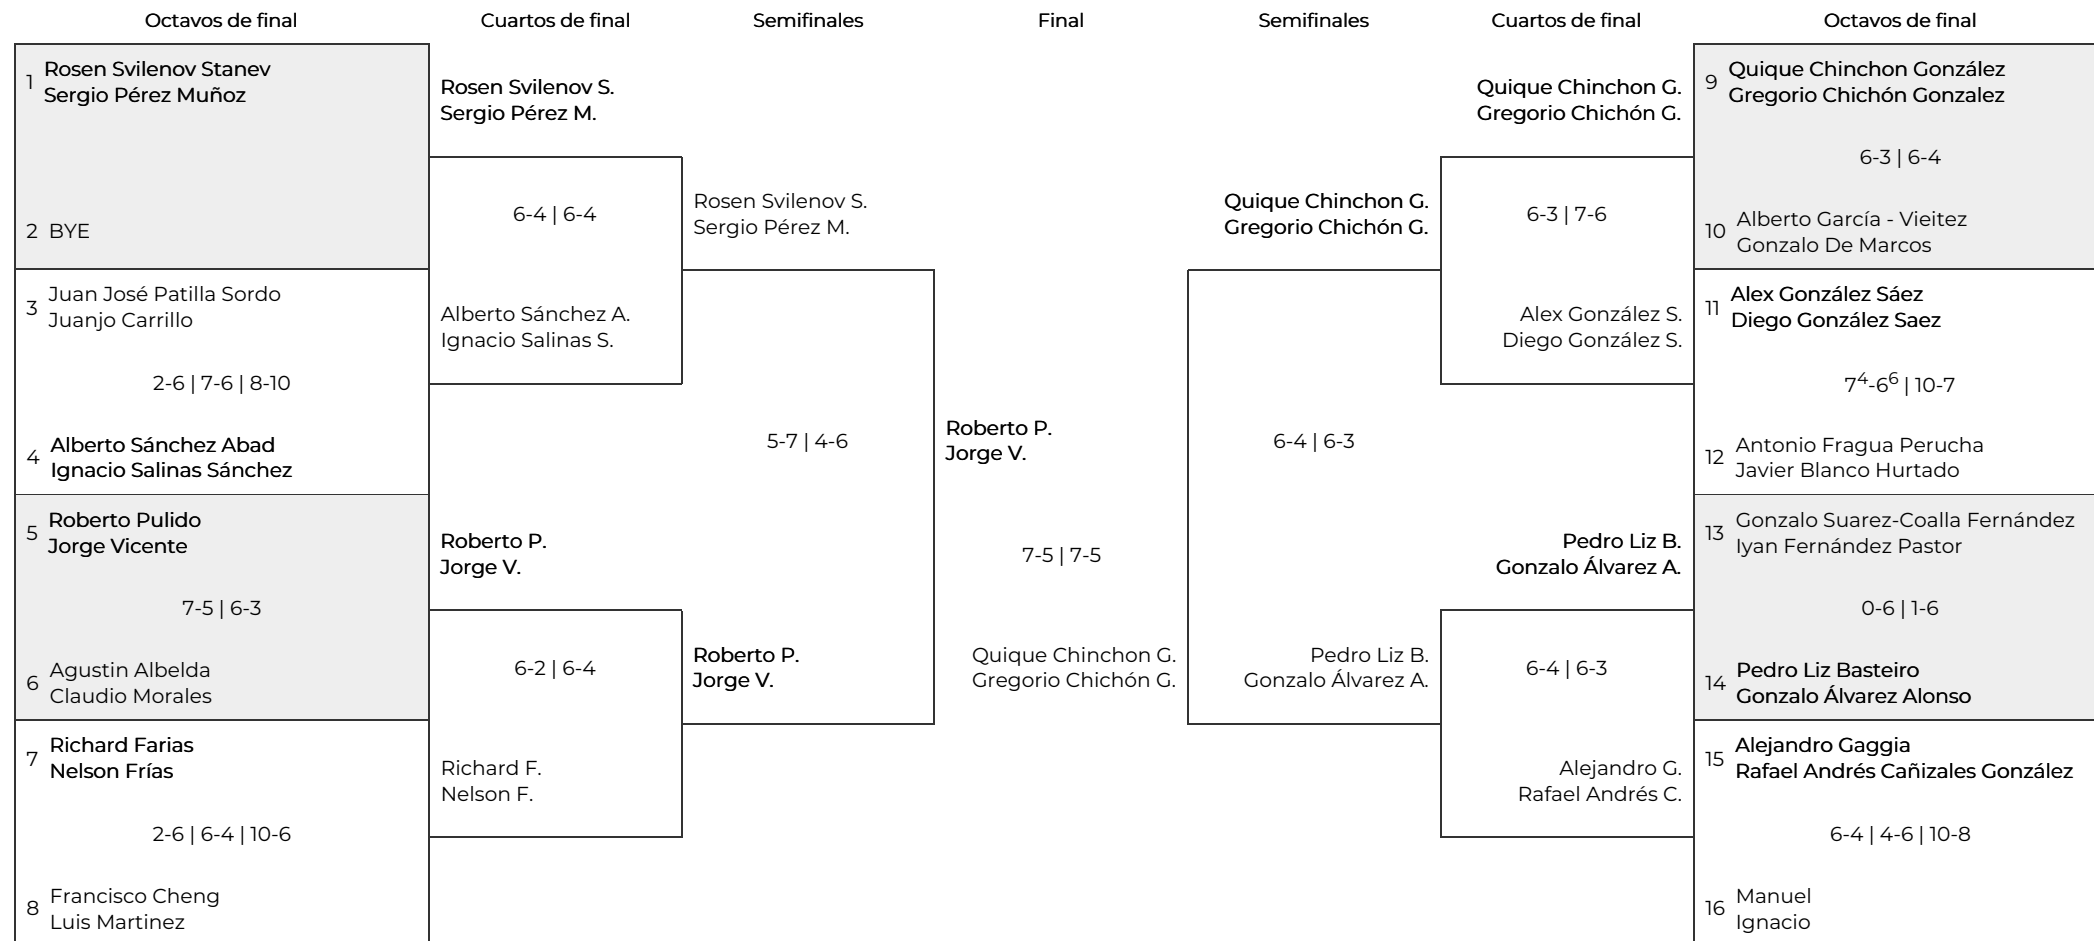 Octavos de final
Cuartos de final
Semifinales
Final
Semifinales
Cuartos de final
Octavos de final
1
Rosen Svilenov Stanev
Sergio Pérez Muñoz
2 BYE
3
Juan José Patilla Sordo
Juanjo Carrillo
2-6 | 7-6 | 8-10
4
Alberto Sánchez Abad
Ignacio Salinas Sánchez
5
Roberto Pulido
Jorge Vicente
7-5 | 6-3
6
Agustin Albelda
Claudio Morales
7
Richard Farias
Nelson Frías
2-6 | 6-4 | 10-6
8
Francisco Cheng
Luis Martinez
Rosen Svilenov S.
Sergio Pérez M.
6-4 | 6-4
Alberto Sánchez A.
Ignacio Salinas S.
Roberto P.
Jorge V.
6-2 | 6-4
Richard F.
Nelson F.
Rosen Svilenov S.
Sergio Pérez M.
5-7 | 4-6
Roberto P.
Jorge V.
Roberto P.
Jorge V.
7-5 | 7-5
Quique Chinchon G.
Gregorio Chichón G.
Quique Chinchon G.
Gregorio Chichón G.
6-4 | 6-3
Pedro Liz B.
Gonzalo Álvarez A.
Quique Chinchon G.
Gregorio Chichón G.
6-3 | 7-6
Alex González S.
Diego González S.
Pedro Liz B.
Gonzalo Álvarez A.
6-4 | 6-3
Alejandro G.
Rafael Andrés C.
9
Quique Chinchon González
Gregorio Chichón Gonzalez
6-3 | 6-4
10
Alberto García - Vieitez
Gonzalo De Marcos
11
Alex González Sáez
Diego González Saez
7⁴-6⁶ | 10-7
12
Antonio Fragua Perucha
Javier Blanco Hurtado
13
Gonzalo Suarez-Coalla Fernández
Iyan Fernández Pastor
0-6 | 1-6
14
Pedro Liz Basteiro
Gonzalo Álvarez Alonso
15
Alejandro Gaggia
Rafael Andrés Cañizales González
6-4 | 4-6 | 10-8
16
Manuel
Ignacio